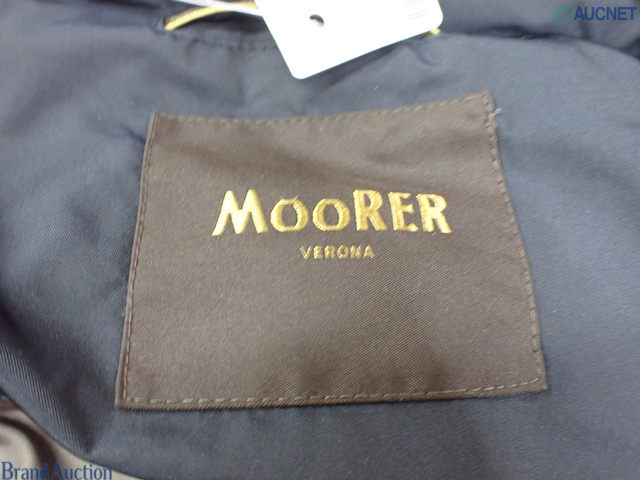 AUCNET
MOORER
VERONA
Brand Auction